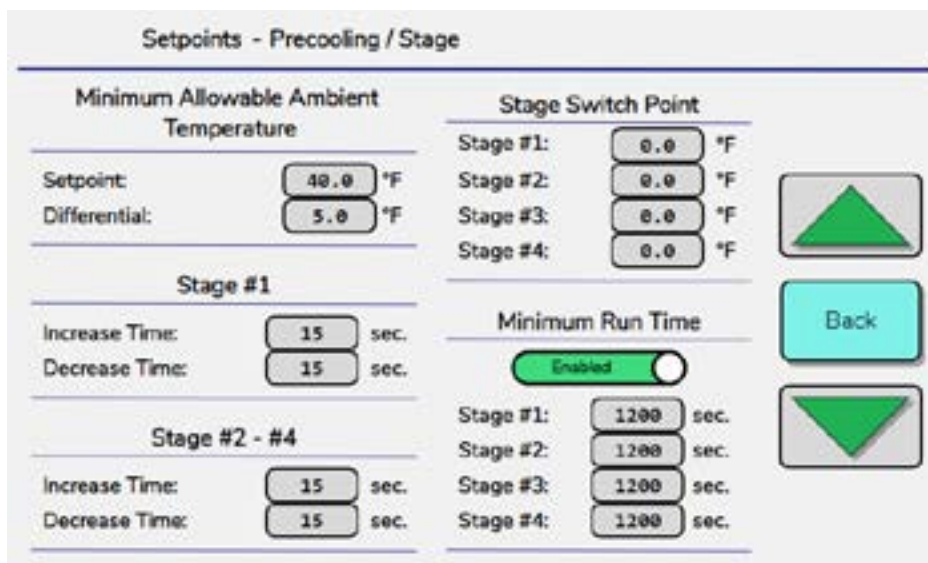 Setpoints - Precooling / Stage
Minimum Allowable Ambient
Temperature
Setpoint: 40.0 °F
Differential: 5.0 °F
Stage #1
Increase Time: 15 sec.
Decrease Time: 15 sec.
Stage #2 - #4
Increase Time: 15 sec.
Decrease Time: 15 sec.
Stage Switch Point
Stage #1: 0.0 °F
Stage #2: 0.0 °F
Stage #3: 0.0 °F
Stage #4: 0.0 °F
Minimum Run Time
Enabled
Stage #1: 1200 sec.
Stage #2: 1200 sec.
Stage #3: 1200 sec.
Stage #4: 1200 sec.
Back